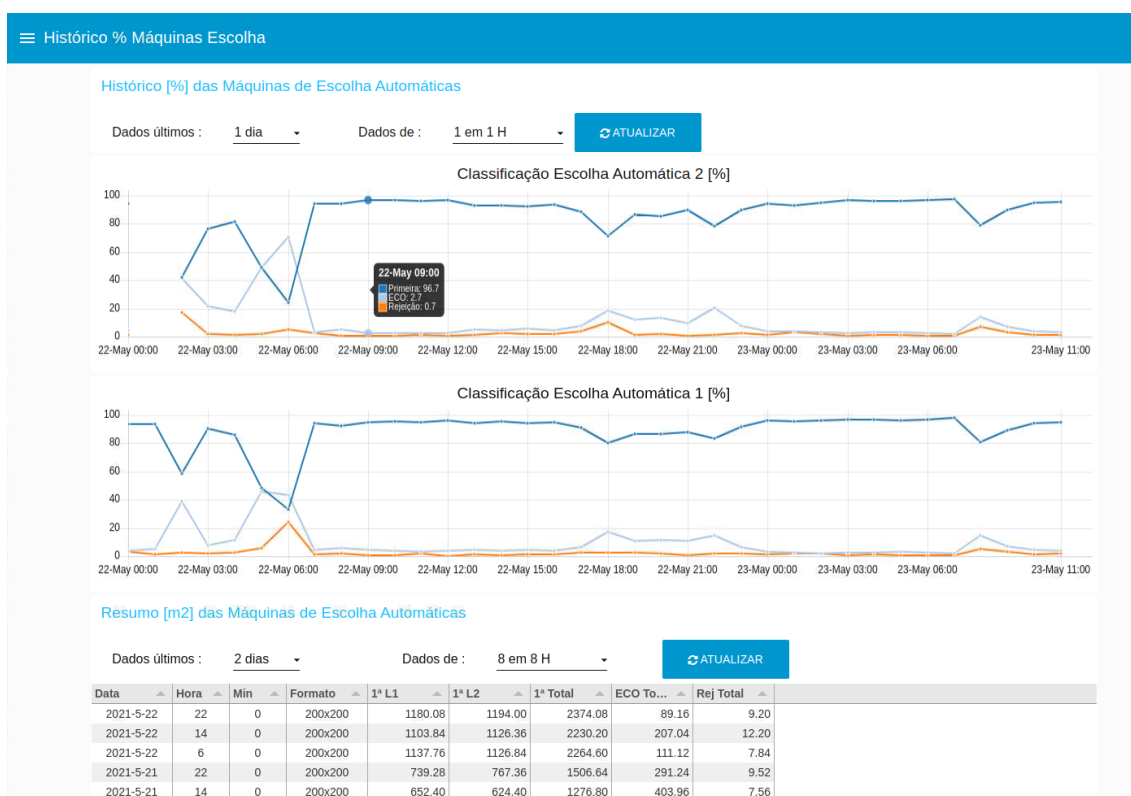 Histórico % Máquinas Escolha
Histórico [%] das Máquinas de Escolha Automáticas
Dados últimos : 1 dia Dados de : 1 em 1 H ATUALIZAR
Classificação Escolha Automática 2 [%]
100
80
60
40
20
0
22-May 09:00
Primeira: 96.7
ECO: 2.7
Rejeição: 0.7
22-May 00:00 22-May 03:00 22-May 06:00 22-May 09:00 22-May 12:00 22-May 15:00 22-May 18:00 22-May 21:00 23-May 00:00 23-May 03:00 23-May 06:00 23-May 11:00
Classificação Escolha Automática 1 [%]
100
80
60
40
20
0
22-May 00:00 22-May 03:00 22-May 06:00 22-May 09:00 22-May 12:00 22-May 15:00 22-May 18:00 22-May 21:00 23-May 00:00 23-May 03:00 23-May 06:00 23-May 11:00
Resumo [m2] das Máquinas de Escolha Automáticas
Dados últimos : 2 dias Dados de : 8 em 8 H ATUALIZAR
Data Hora Min Formato 1ª L1 1ª L2 1ª Total ECO To... Rej Total
2021-5-22 22 0 200x200 1180.08 1194.00 2374.08 89.16 9.20
2021-5-22 14 0 200x200 1103.84 1126.36 2230.20 207.04 12.20
2021-5-22 6 0 200x200 1137.76 1126.84 2264.60 111.12 7.84
2021-5-21 22 0 200x200 739.28 767.36 1506.64 291.24 9.52
2021-5-21 14 0 200x200 652.40 624.40 1276.80 403.96 7.56